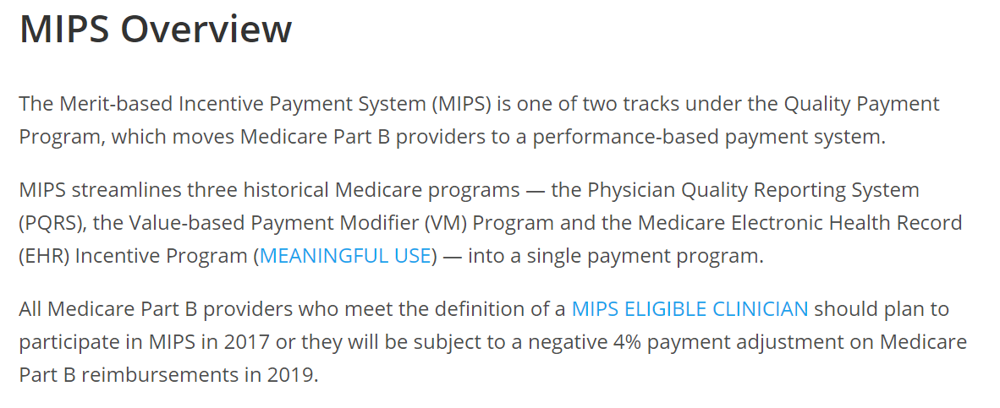 MIPS Overview
The Merit-based Incentive Payment System (MIPS) is one of two tracks under the Quality Payment
Program, which moves Medicare Part B providers to a performance-based payment system.
MIPS streamlines three historical Medicare programs — the Physician Quality Reporting System
(PQRS), the Value-based Payment Modifier (VM) Program and the Medicare Electronic Health Record
(EHR) Incentive Program (MEANINGFUL USE) — into a single payment program.
All Medicare Part B providers who meet the definition of a MIPS ELIGIBLE CLINICIAN should plan to
participate in MIPS in 2017 or they will be subject to a negative 4% payment adjustment on Medicare
Part B reimbursements in 2019.